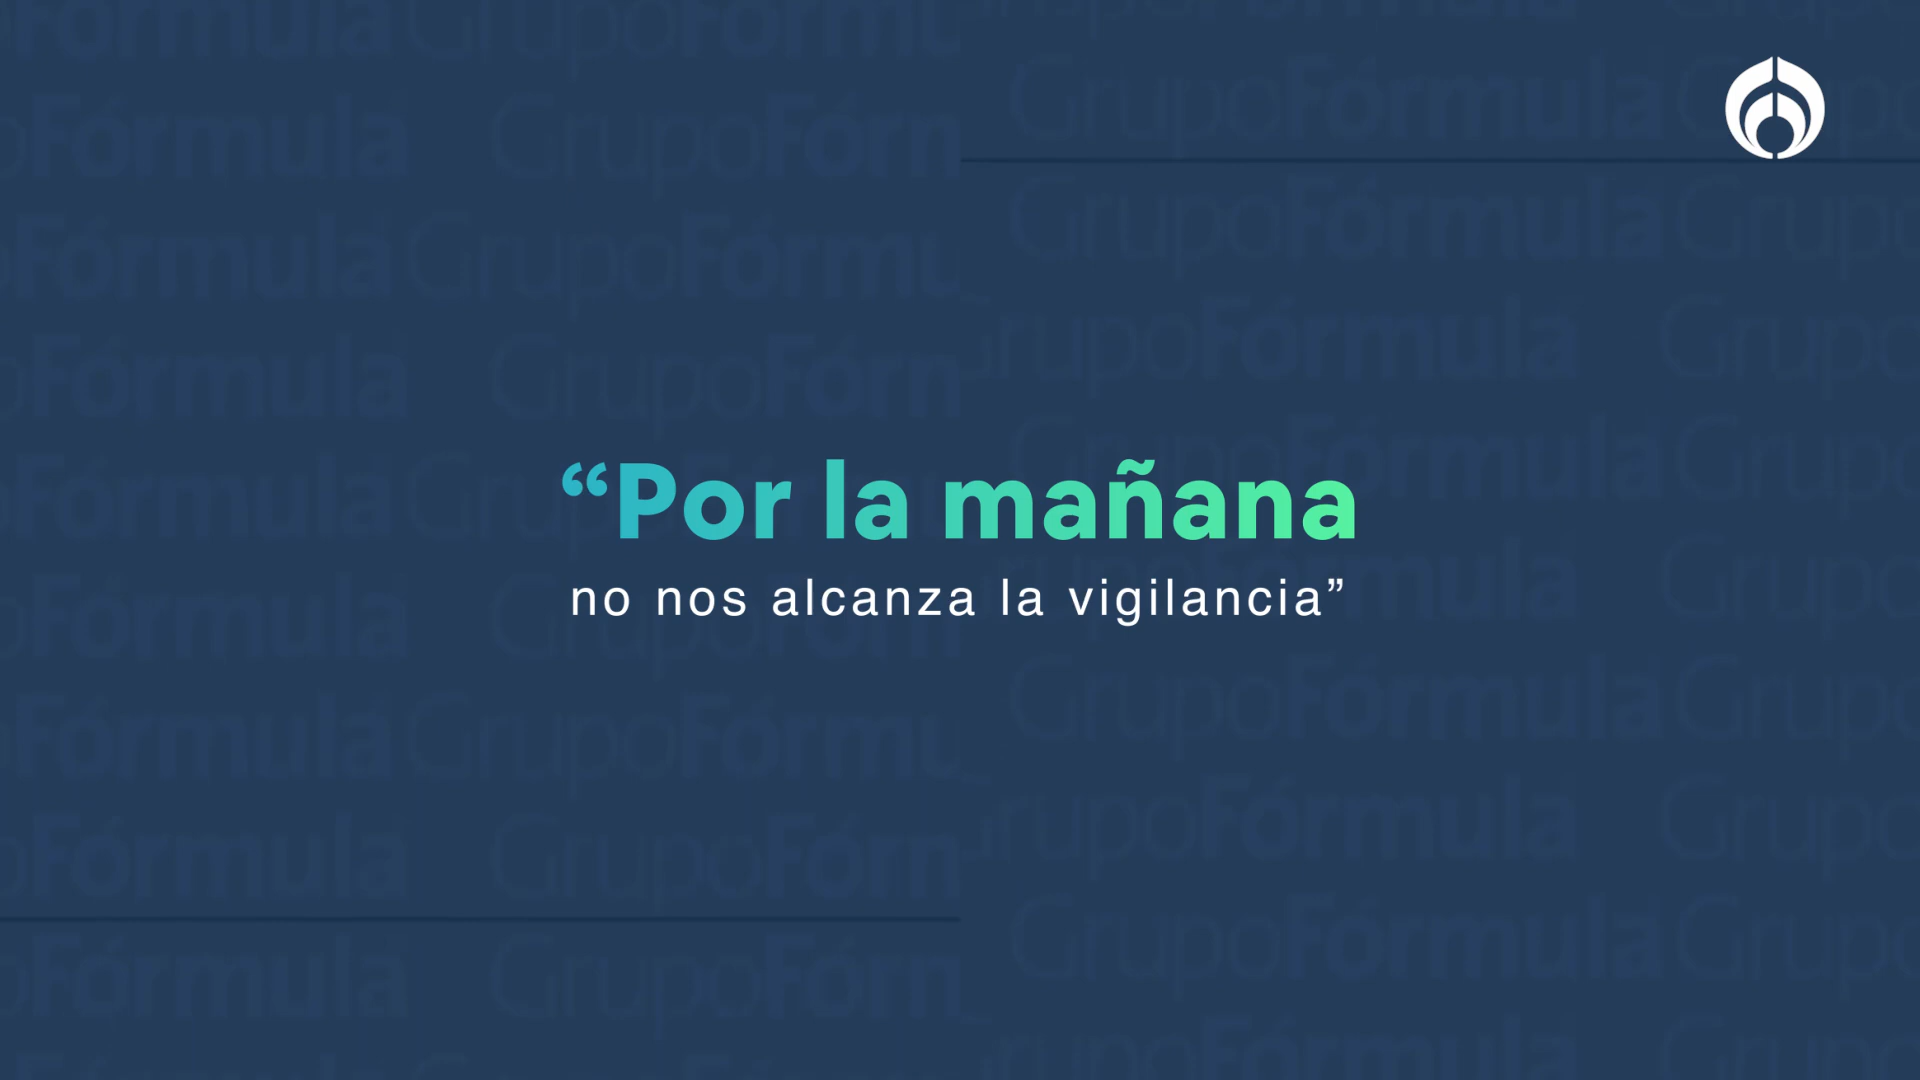 “Por la mañana
no nos alcanza la vigilancia”